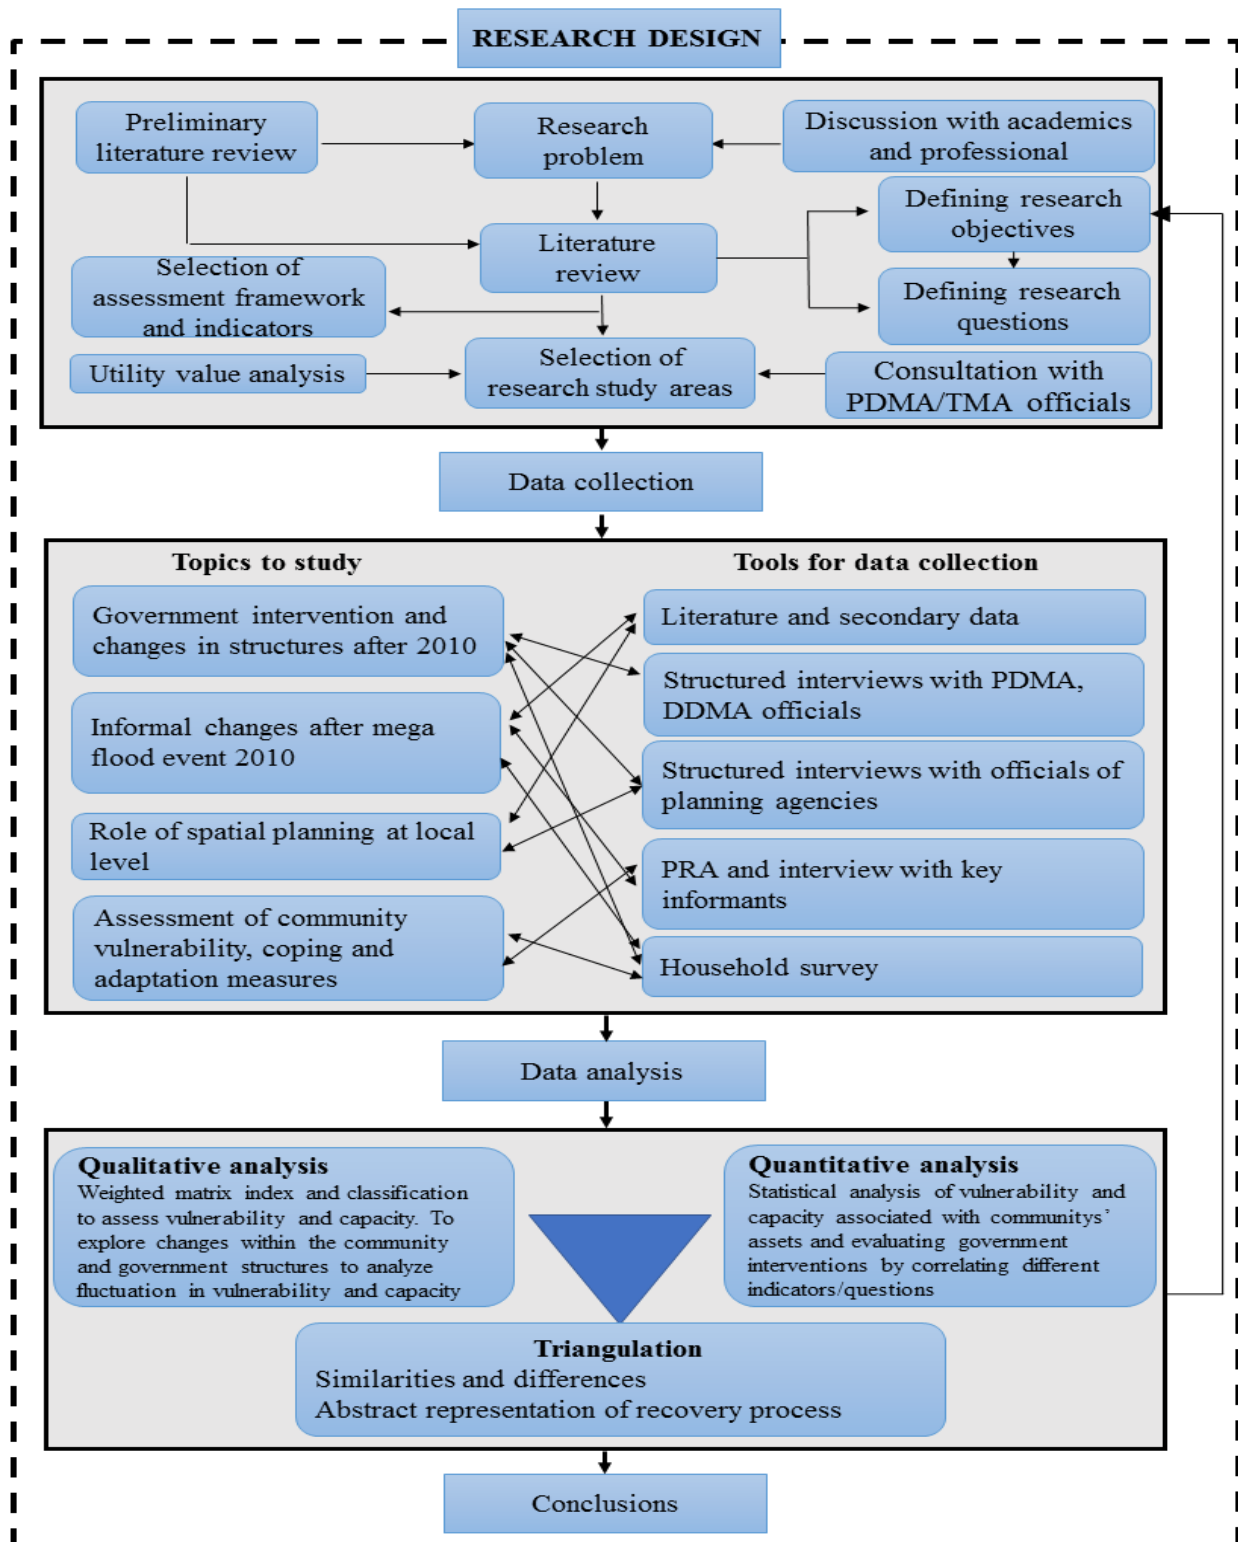 RESEARCH DESIGN
Preliminary
literature review
Research
problem
Discussion with academics
and professional
Defining research
objectives
Literature
review
Selection of
assessment framework
and indicators
Defining research
questions
Utility value analysis
Selection of
research study areas
Consultation with
PDMA/TMA officials
Data collection
Topics to study
Government intervention and
changes in structures after 2010
Informal changes after mega
flood event 2010
Role of spatial planning at local
level
Assessment of community
vulnerability, coping and
adaptation measures
Tools for data collection
Literature and secondary data
Structured interviews with PDMA,
DDMA officials
Structured interviews with officials of
planning agencies
PRA and interview with key
informants
Household survey
Data analysis
Qualitative analysis
Weighted matrix index and classification
to assess vulnerability and capacity. To
explore changes within the community
and government structures to analyze
fluctuation in vulnerability and capacity
Quantitative analysis
Statistical analysis of vulnerability and
capacity associated with communitys’
assets and evaluating government
interventions by correlating different
indicators/questions
Triangulation
Similarities and differences
Abstract representation of recovery process
Conclusions